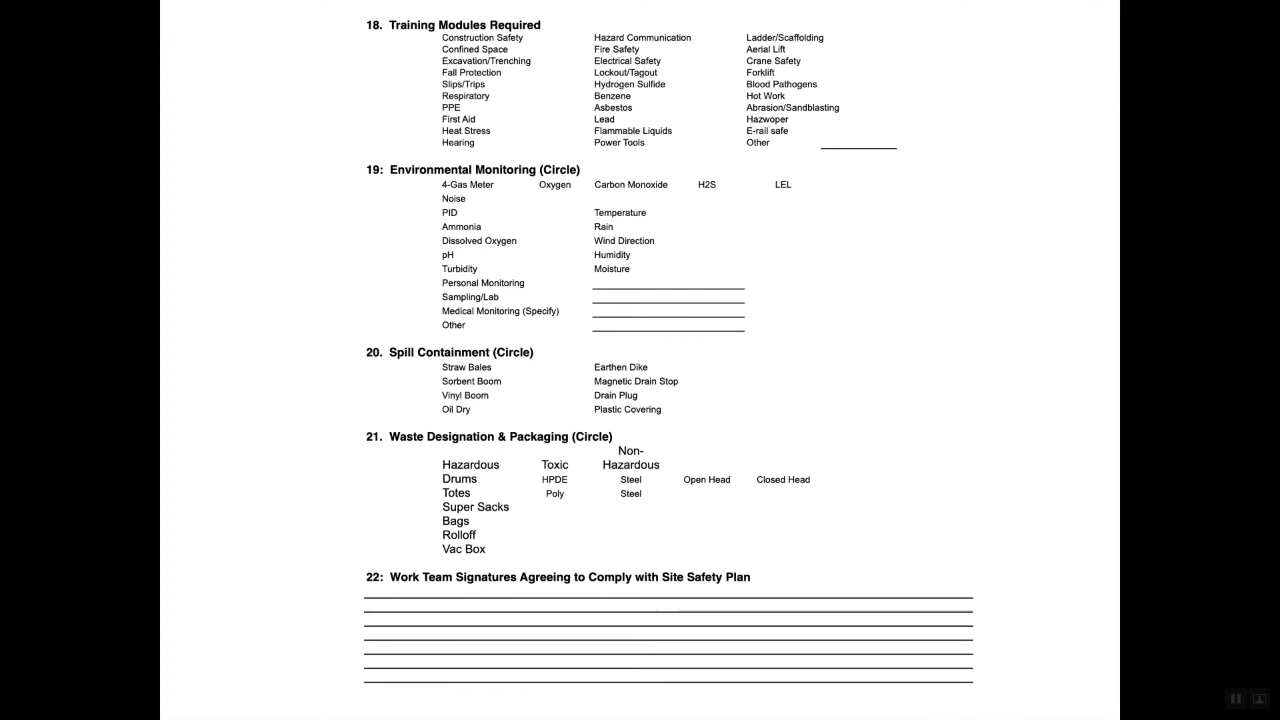 18. Training Modules Required
Construction Safety Hazard Communication Ladder/Scaffolding
Confined Space Fire Safety Aerial Lift
Excavation/Trenching Electrical Safety Crane Safety
Fall Protection Lockout/Tagout Forklift
Slips/Trips Hydrogen Sulfide Blood Pathogens
Respiratory Benzene Hot Work
PPE Asbestos Abrasion/Sandblasting
First Aid Lead Hazwoper
Heat Stress Flammable Liquids E-rail safe
Hearing Power Tools Other
19: Environmental Monitoring (Circle)
4-Gas Meter Oxygen Carbon Monoxide H2S LEL
Noise
PID Temperature
Ammonia Rain
Dissolved Oxygen Wind Direction
pH Humidity
Turbidity Moisture
Personal Monitoring
Sampling/Lab
Medical Monitoring (Specify)
Other
20. Spill Containment (Circle)
Straw Bales Earthen Dike
Sorbent Boom Magnetic Drain Stop
Vinyl Boom Drain Plug
Oil Dry Plastic Covering
21. Waste Designation & Packaging (Circle)
Non-
Hazardous Toxic Hazardous
Drums HPDE Steel Open Head Closed Head
Totes Poly Steel
Super Sacks
Bags
Rolloff
Vac Box
22: Work Team Signatures Agreeing to Comply with Site Safety Plan